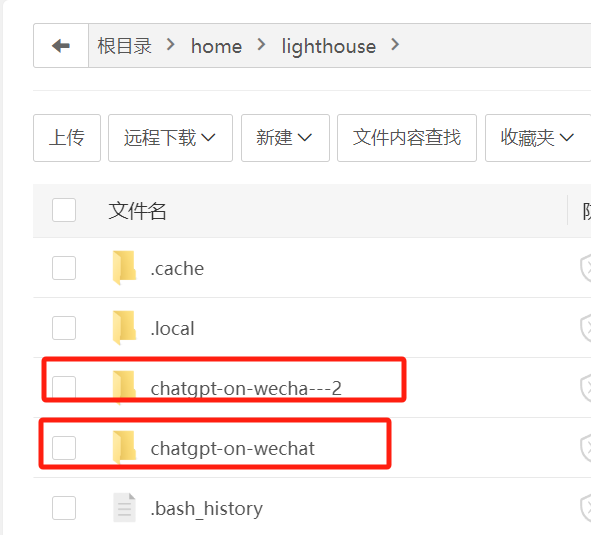 根目录 > home > lighthouse >
上传 远程下载 新建 文件内容查找 收藏夹
文件名
.cache
.local
chatgpt-on-wecha---2
chatgpt-on-wechat
.bash_history